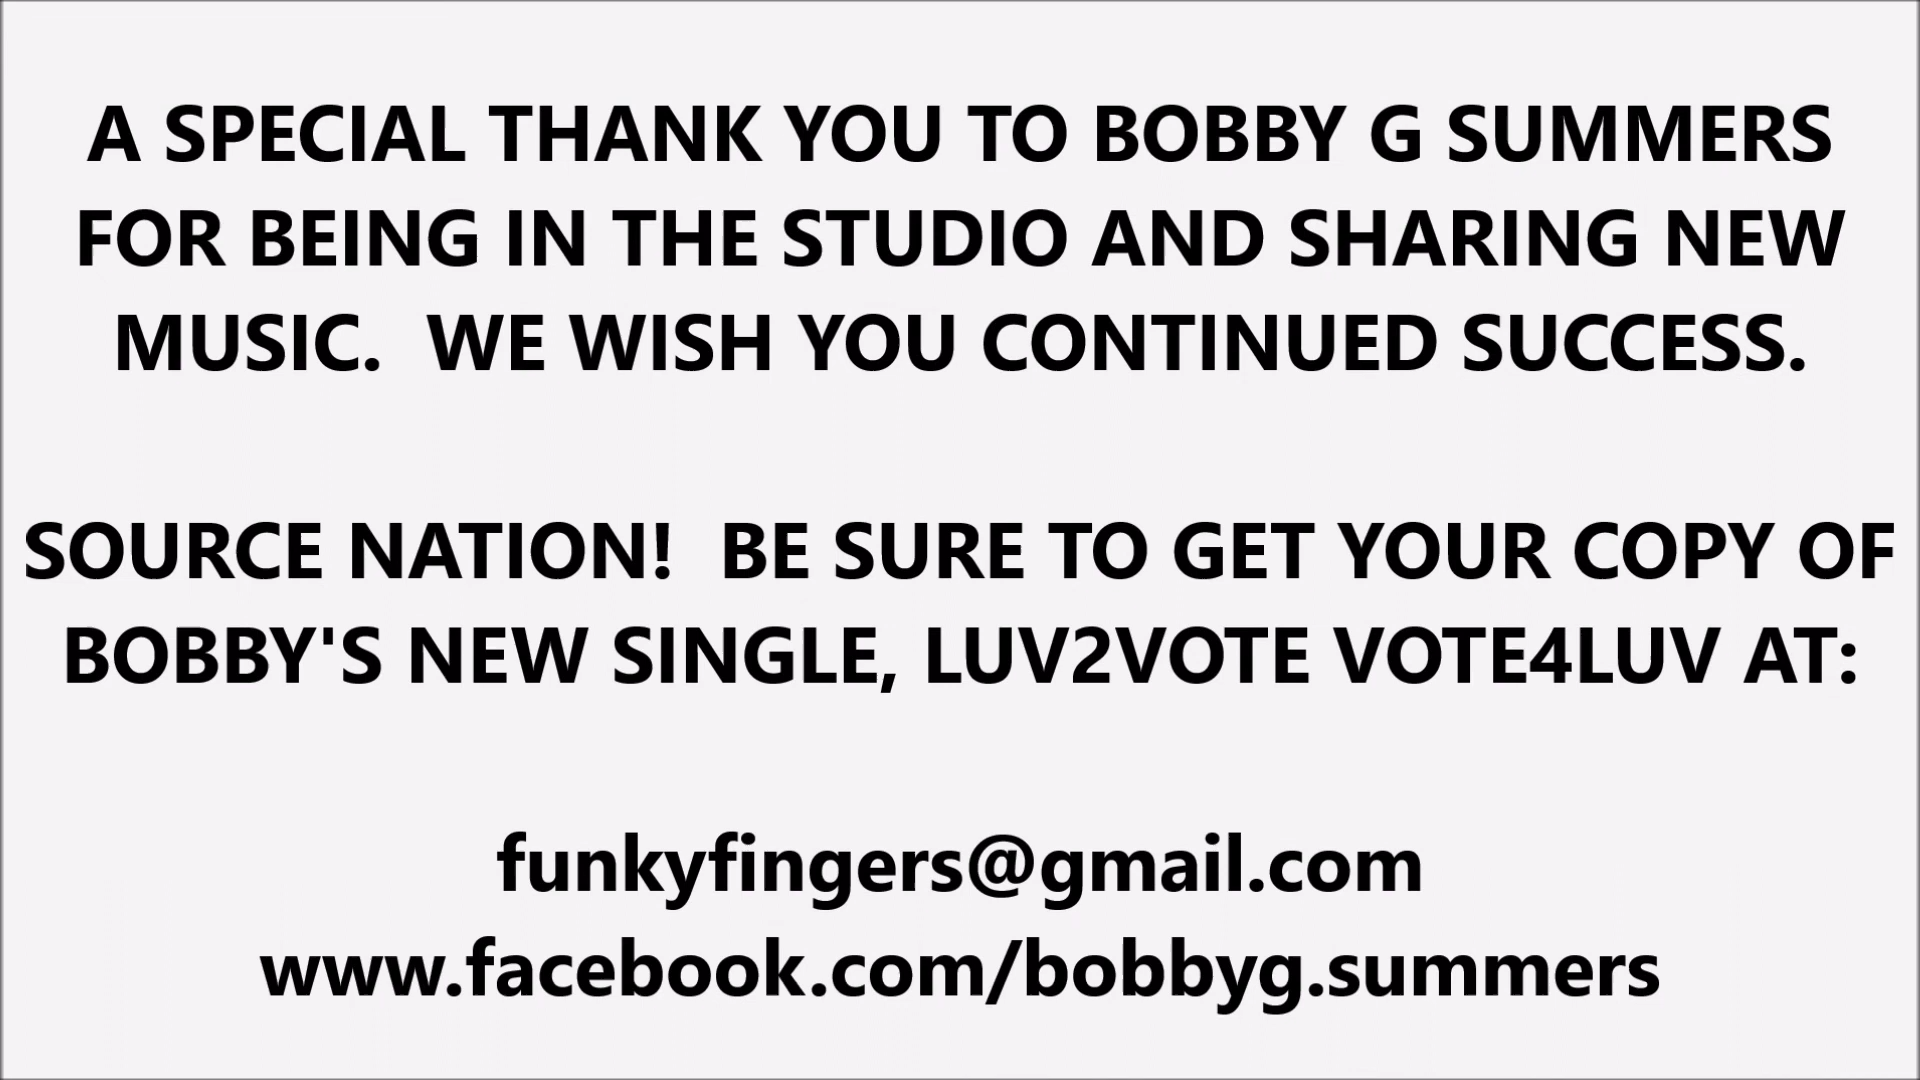 A SPECIAL THANK YOU TO BOBBY G SUMMERS
FOR BEING IN THE STUDIO AND SHARING NEW
MUSIC.  WE WISH YOU CONTINUED SUCCESS.
SOURCE NATION!  BE SURE TO GET YOUR COPY OF
BOBBY'S NEW SINGLE, LUV2VOTE VOTE4LUV AT:
funkyfingers@gmail.com
www.facebook.com/bobbyg.summers